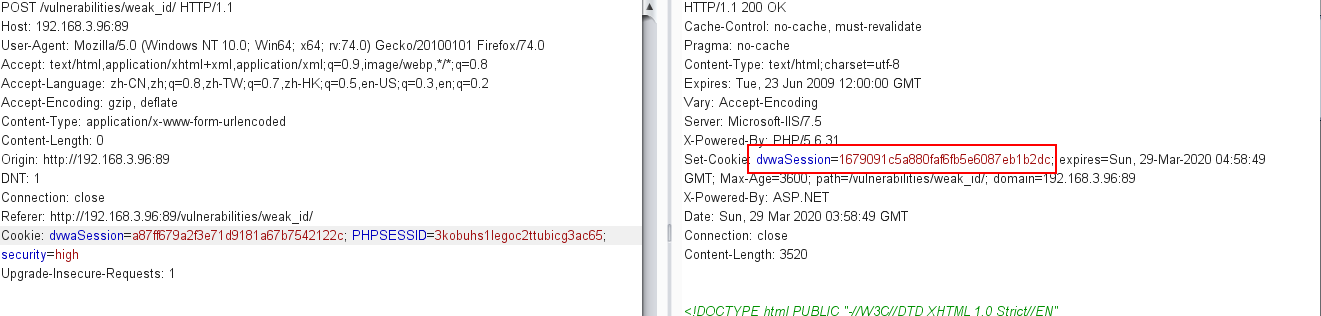 POST /vulnerabilities/weak_id/ HTTP/1.1
Host: 192.168.3.96:89
User-Agent: Mozilla/5.0 (Windows NT 10.0; Win64; x64; rv:74.0) Gecko/20100101 Firefox/74.0
Accept: text/html,application/xhtml+xml,application/xml;q=0.9,image/webp,*/*;q=0.8
Accept-Language: zh-CN,zh;q=0.8,zh-TW;q=0.7,zh-HK;q=0.5,en-US;q=0.3,en;q=0.2
Accept-Encoding: gzip, deflate
Content-Type: application/x-www-form-urlencoded
Content-Length: 0
Origin: http://192.168.3.96:89
DNT: 1
Connection: close
Referer: http://192.168.3.96:89/vulnerabilities/weak_id/
Cookie: dvwaSession=a87ff679a2f3e71d9181a67b7542122c; PHPSESSID=3kobuhs1legoc2ttubicg3ac65;
security=high
Upgrade-Insecure-Requests: 1
HTTP/1.1 200 OK
Cache-Control: no-cache, must-revalidate
Pragma: no-cache
Content-Type: text/html;charset=utf-8
Expires: Tue, 23 Jun 2009 12:00:00 GMT
Vary: Accept-Encoding
Server: Microsoft-IIS/7.5
X-Powered-By: PHP/5.6.31
Set-Cookie: dvwaSession=1679091c5a880faf6fb5e6087eb1b2dc; expires=Sun, 29-Mar-2020 04:58:49
GMT; Max-Age=3600; path=/vulnerabilities/weak_id/; domain=192.168.3.96:89
X-Powered-By: ASP.NET
Date: Sun, 29 Mar 2020 03:58:49 GMT
Connection: close
Content-Length: 3520
<!DOCTYPE html PUBLIC "-//W3C//DTD XHTML 1.0 Strict//EN"